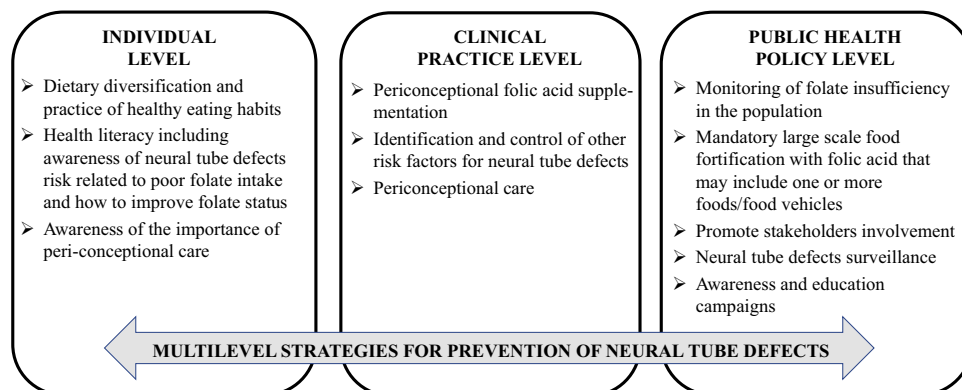 INDIVIDUAL
LEVEL
➢ Dietary diversification and
practice of healthy eating habits
➢ Health literacy including
awareness of neural tube defects
risk related to poor folate intake
and how to improve folate status
➢ Awareness of the importance of
peri-conceptional care
CLINICAL
PRACTICE LEVEL
➢ Periconceptional folic acid supple-
mentation
➢ Identification and control of other
risk factors for neural tube defects
➢ Periconceptional care
PUBLIC HEALTH
POLICY LEVEL
➢ Monitoring of folate insufficiency
in the population
➢ Mandatory large scale food
fortification with folic acid that
may include one or more
foods/food vehicles
➢ Promote stakeholders involvement
➢ Neural tube defects surveillance
➢ Awareness and education
campaigns
MULTILEVEL STRATEGIES FOR PREVENTION OF NEURAL TUBE DEFECTS